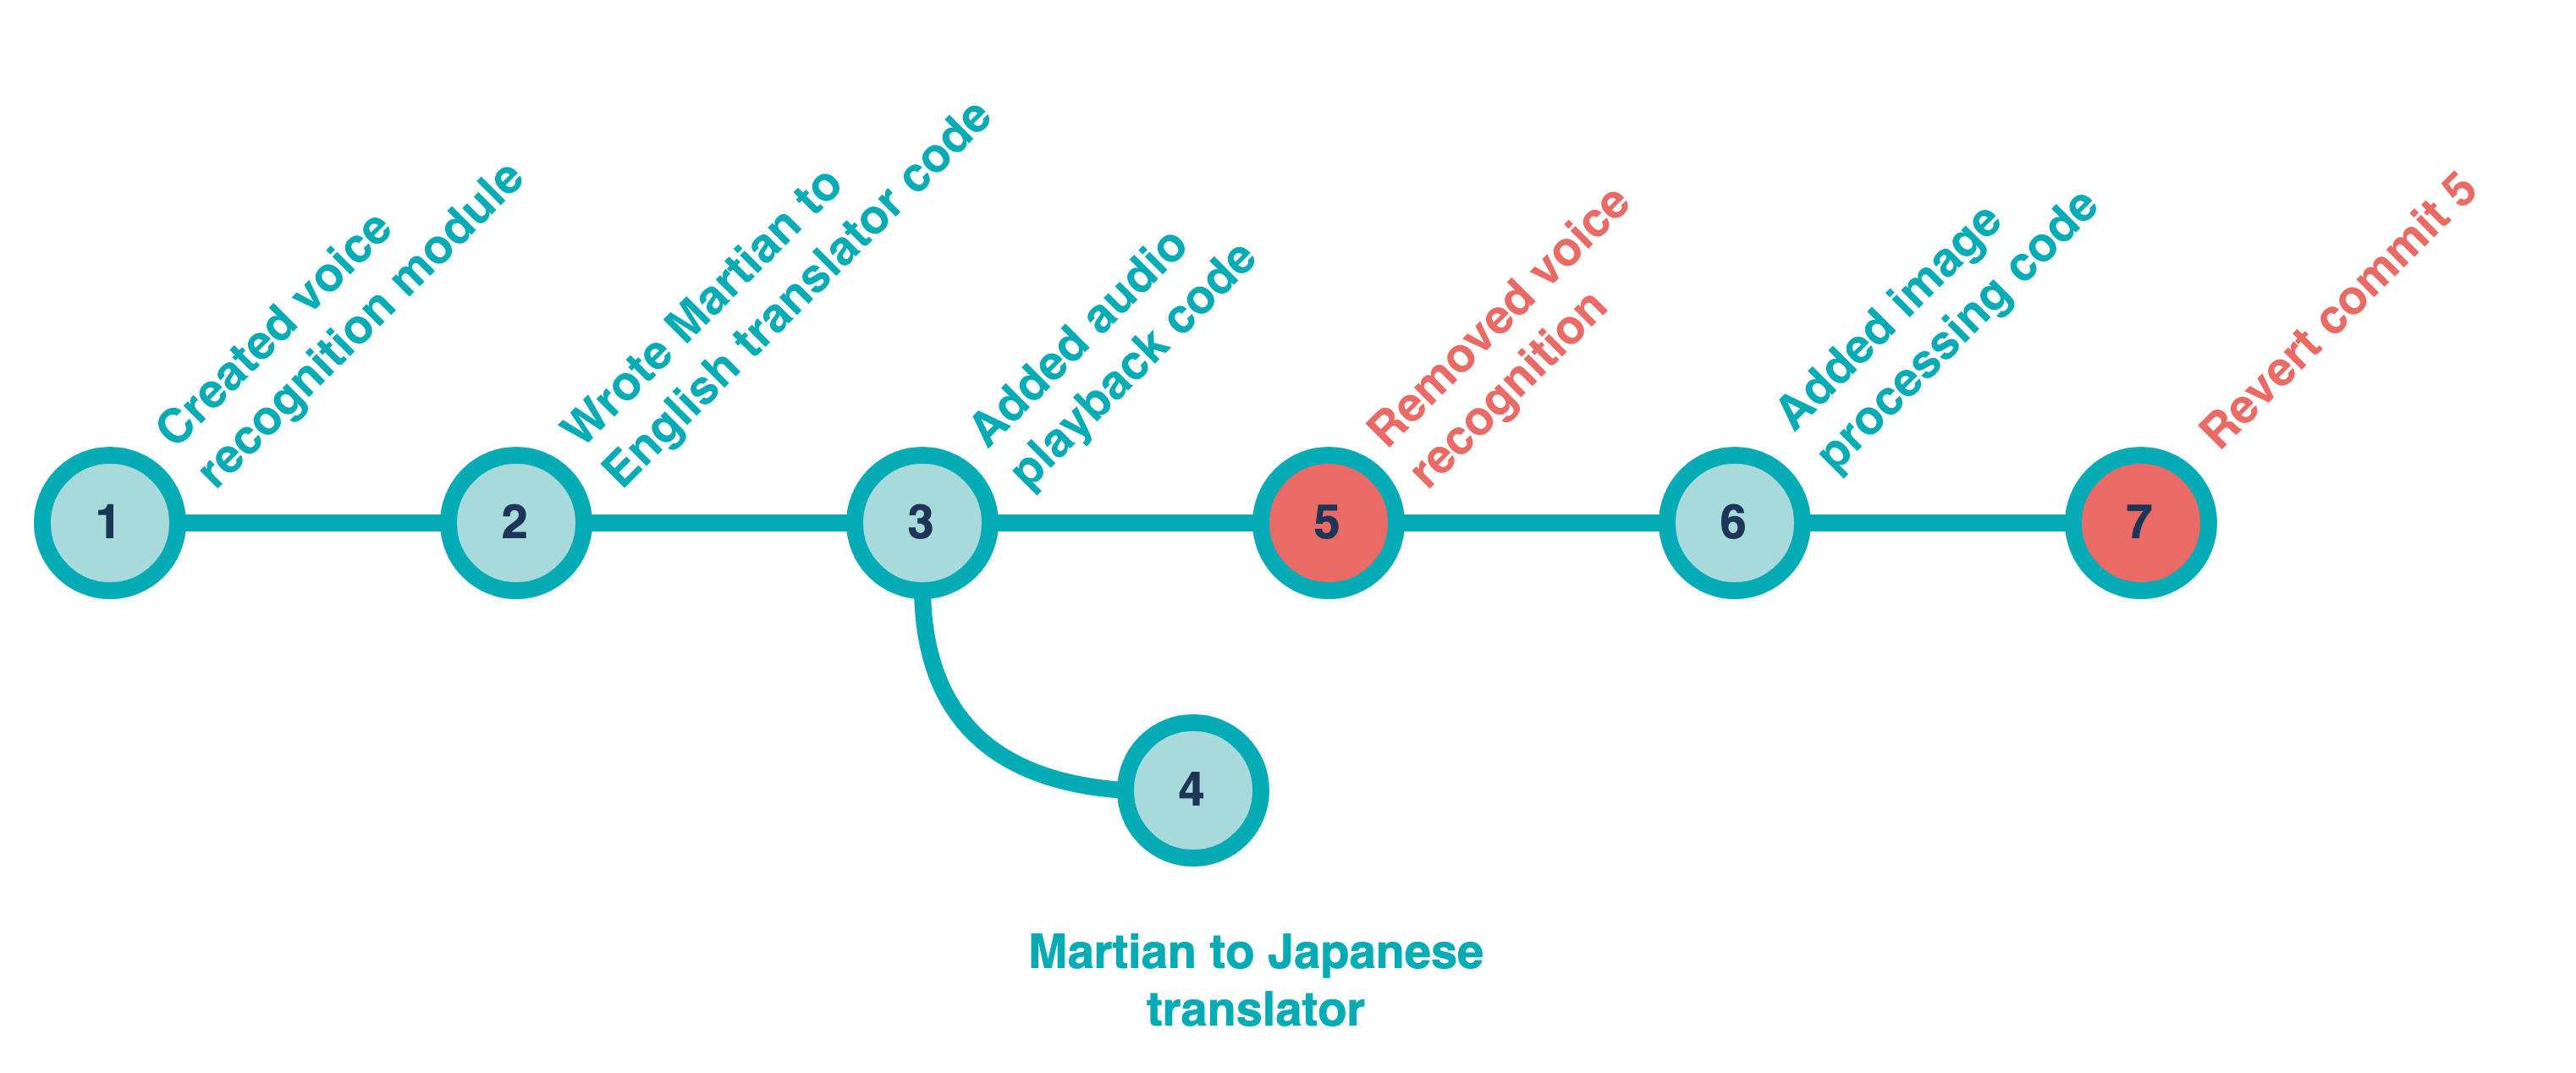 Created voice
recognition module
Wrote Martian to
English translator code
Added audio
playback code
Removed voice
recognition
Added image
processing code
Revert commit 5
1
2
3
5
6
7
4
Martian to Japanese
translator